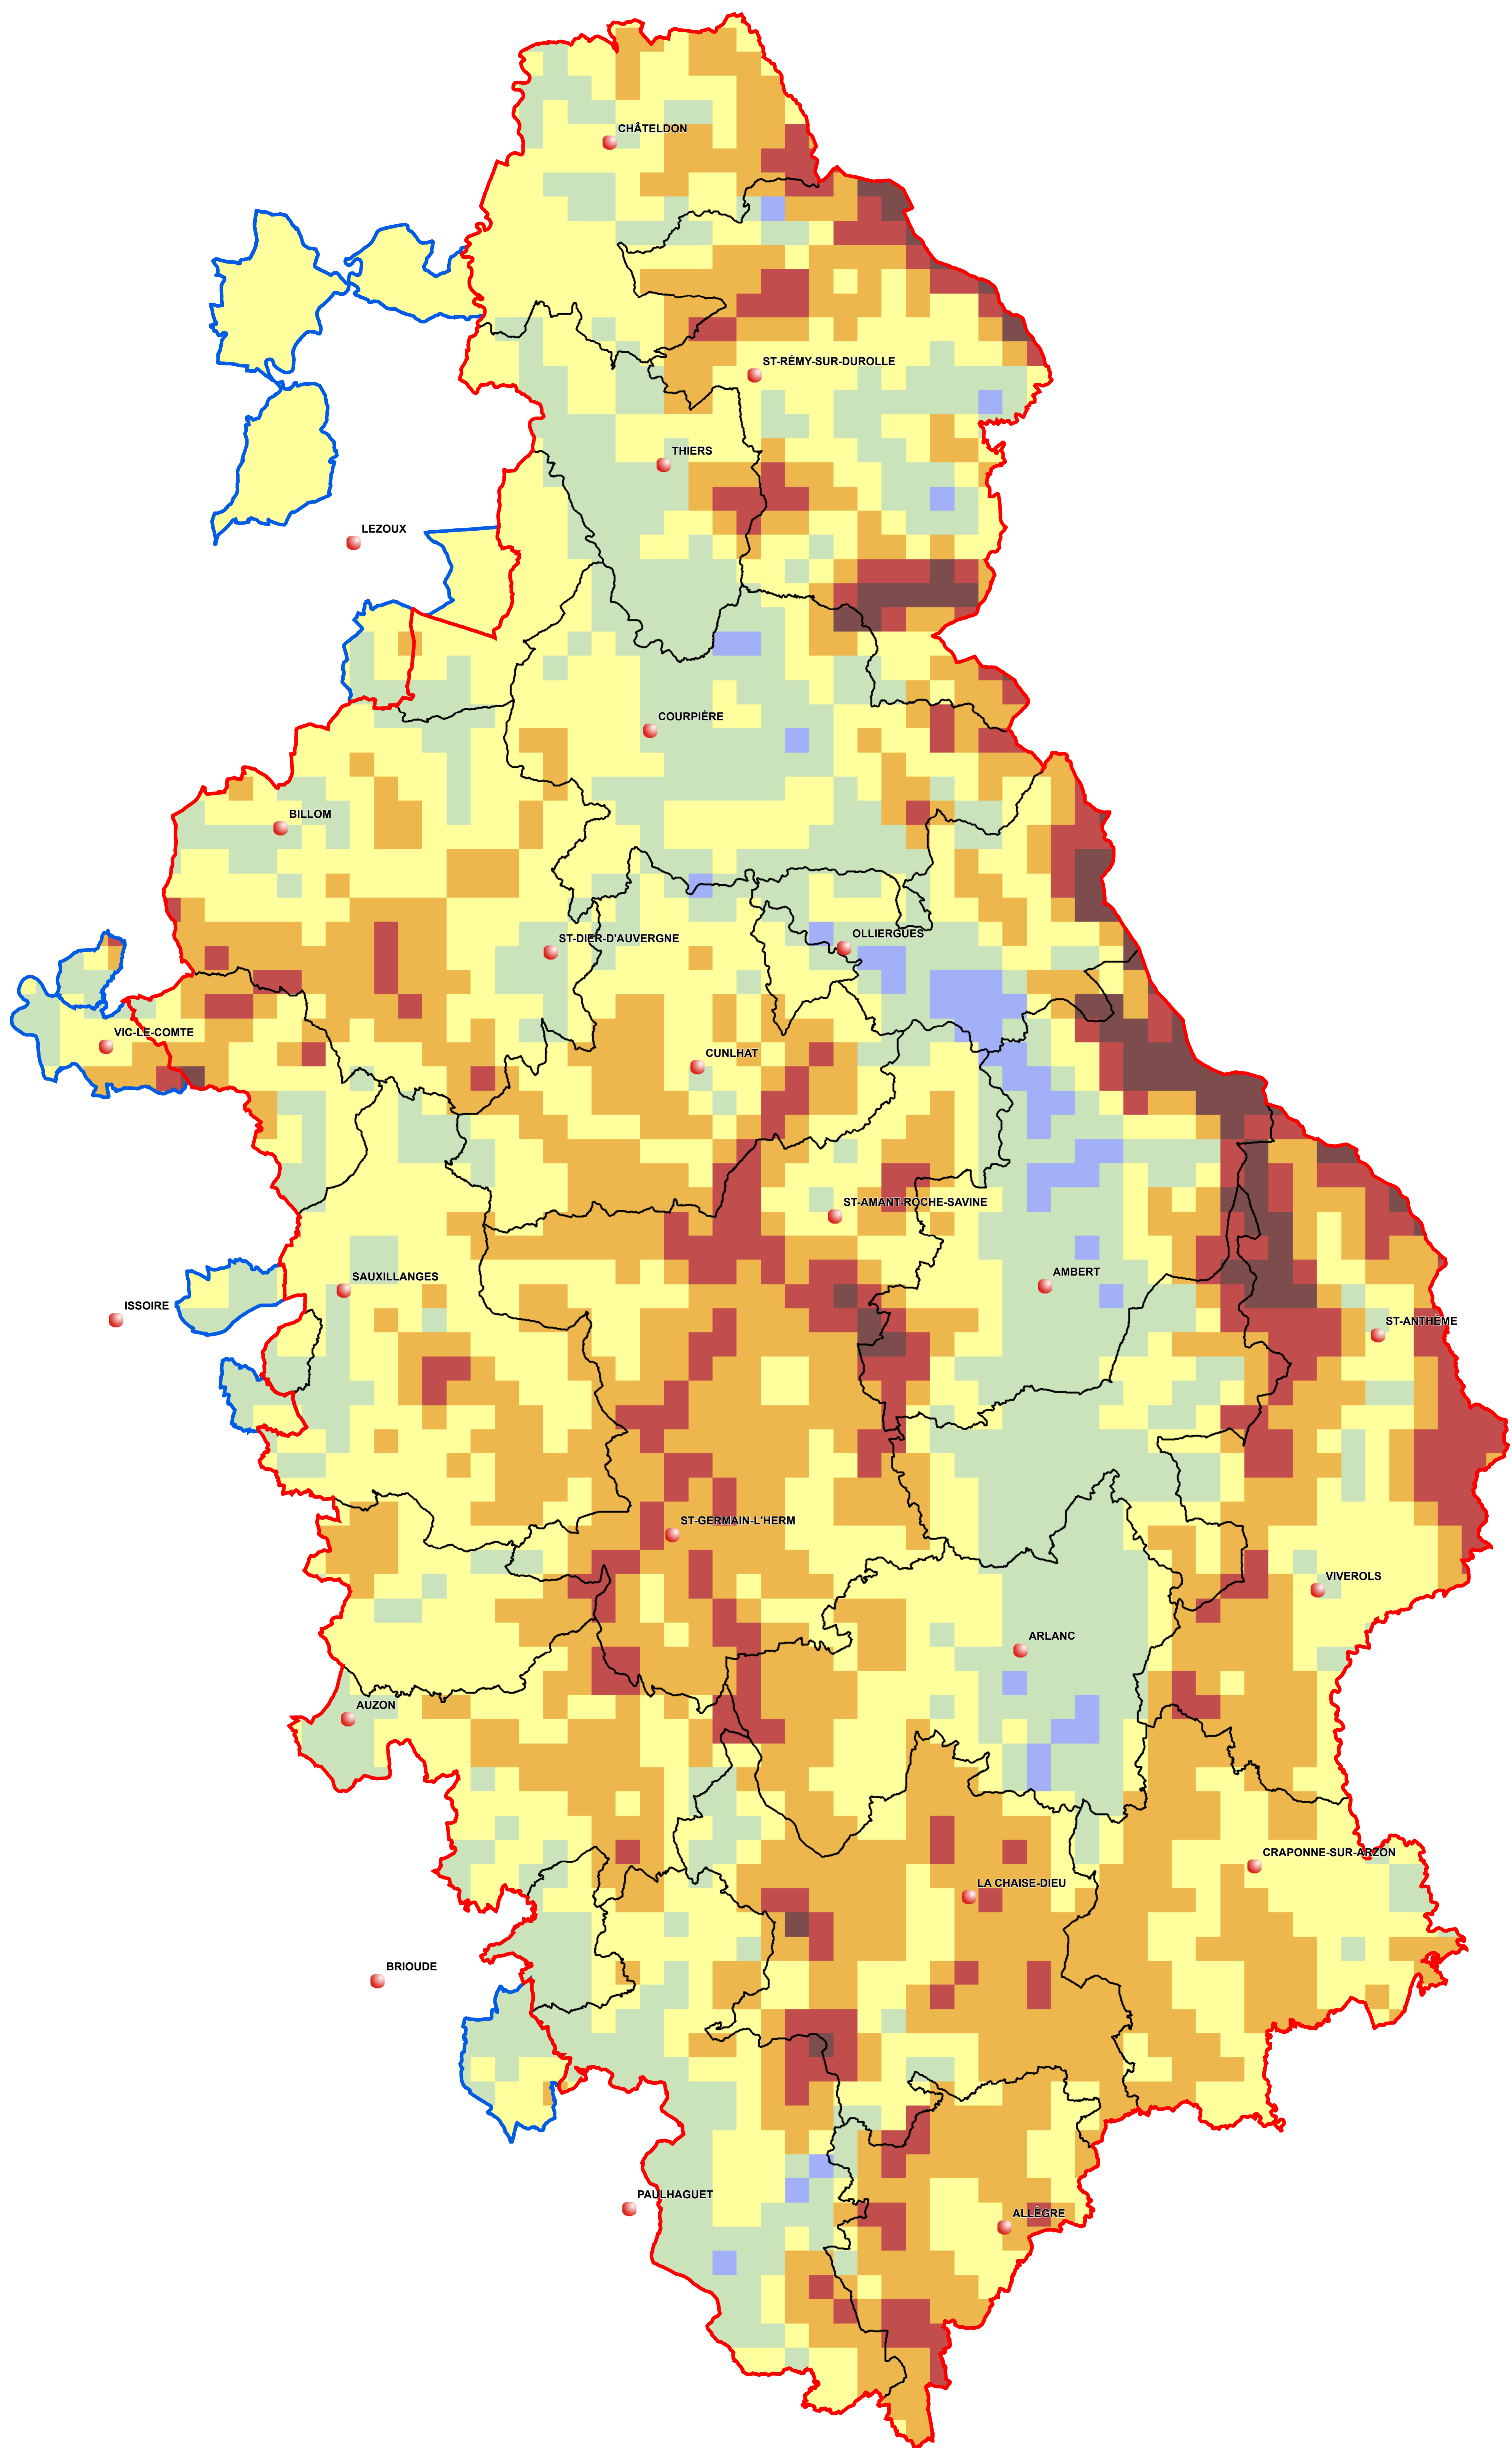 CHÂTELDON
ST-RÉMY-SUR-DUROLLE
THIERS
LEZOUX
COURPIÈRE
BILLOM
OLLIERGUES
ST-DIER-D'AUVERGNE
VIC-LE-COMTE
CUNLHAT
ST-AMANT-ROCHE-SAVINE
AMBERT
SAUXILLANGES
ISSOIRE
ST-ANTHÈME
ST-GERMAIN-L'HERM
VIVEROLS
ARLANC
AUZON
CRAPONNE-SUR-ARZON
LA CHAISE-DIEU
BRIOUDE
PAULHAGUET
ALLÈGRE